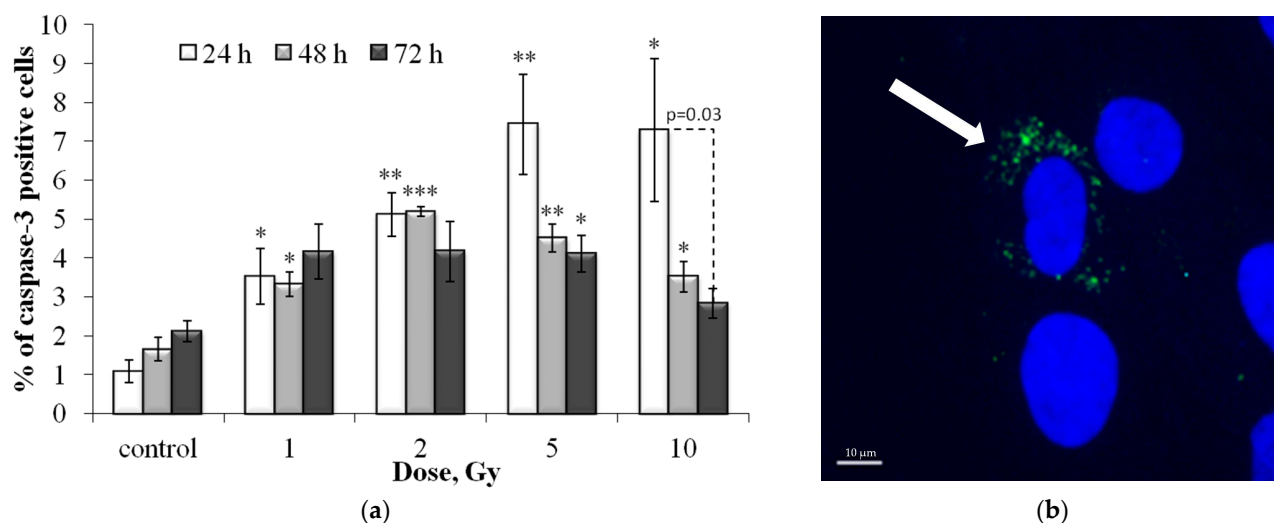 % of caspase-3 positive cells
10
9
8
7
6
5
4
3
2
1
0
24 h 48 h 72 h
* * ** *** ** ** * * *
p=0.03
control 1 2 5 10
Dose, Gy
(a)
10 µm
(b)